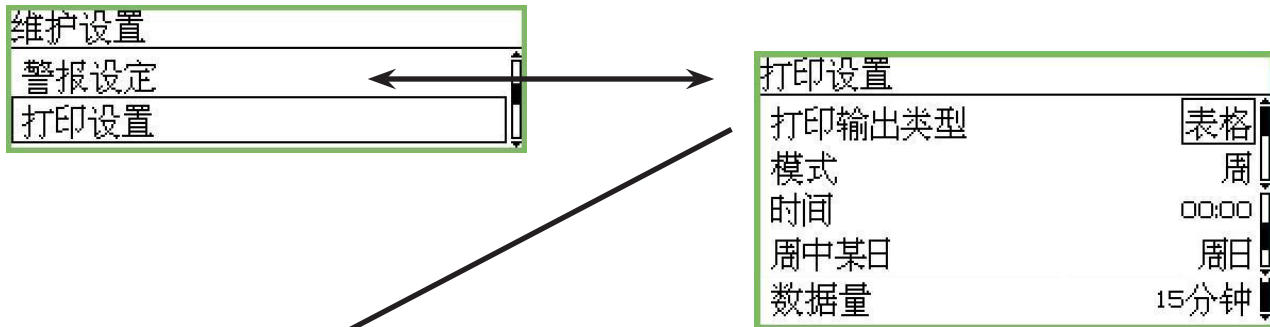 维护设置
警报设定
打印设置
打印设置
打印输出类型 表格
模式 周
时间 00:00
周中某日 周日
数据量 15分钟